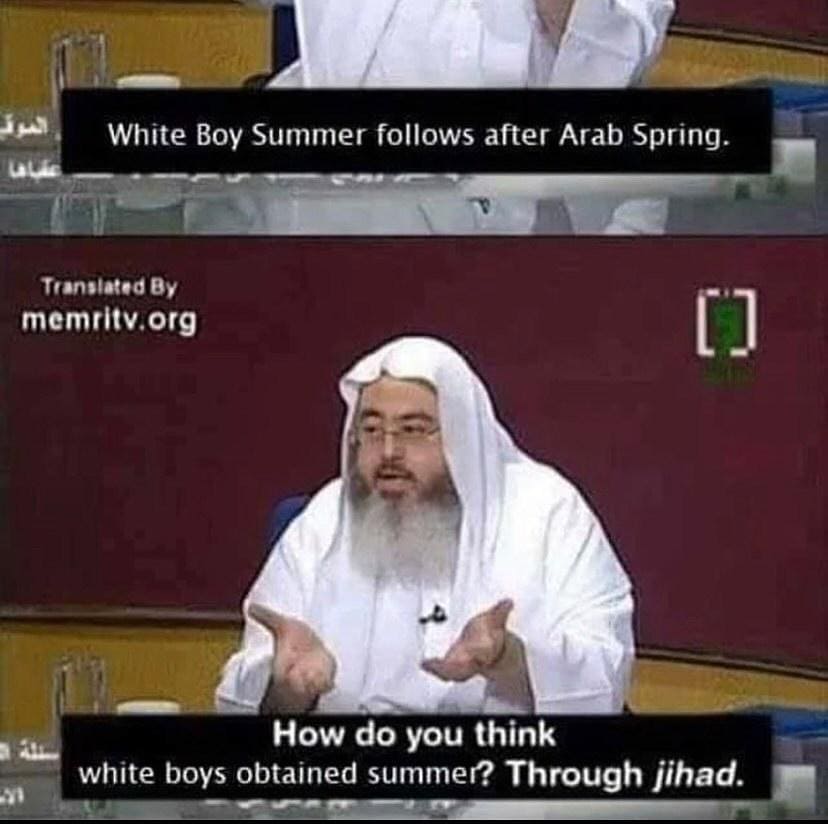 White Boy Summer follows after Arab Spring.
Translated By
memritv.org
How do you think
white boys obtained summer? Through jihad.